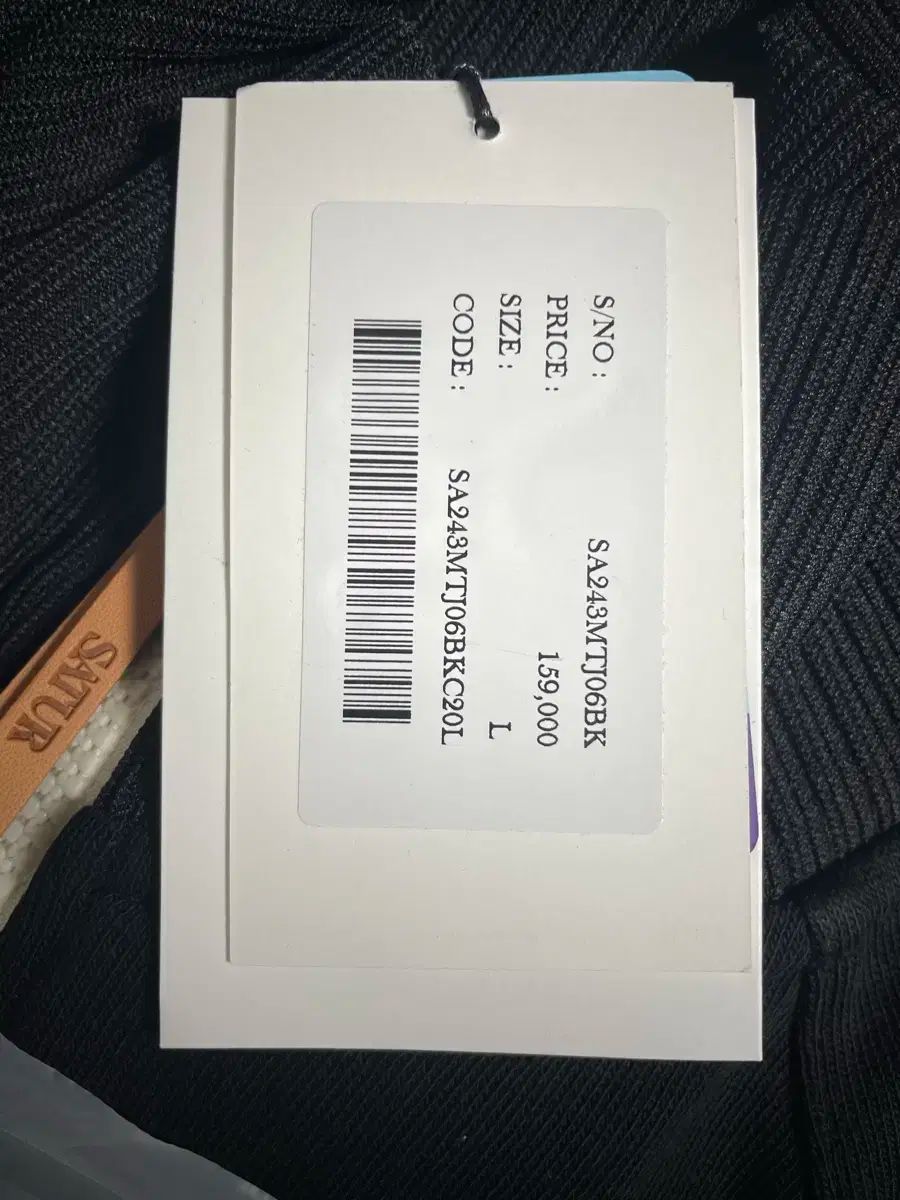 S/NO : SA243MTJ06BK
PRICE : 159,000
SIZE : L
CODE : SA243MTJ06BKC20L
SATUR